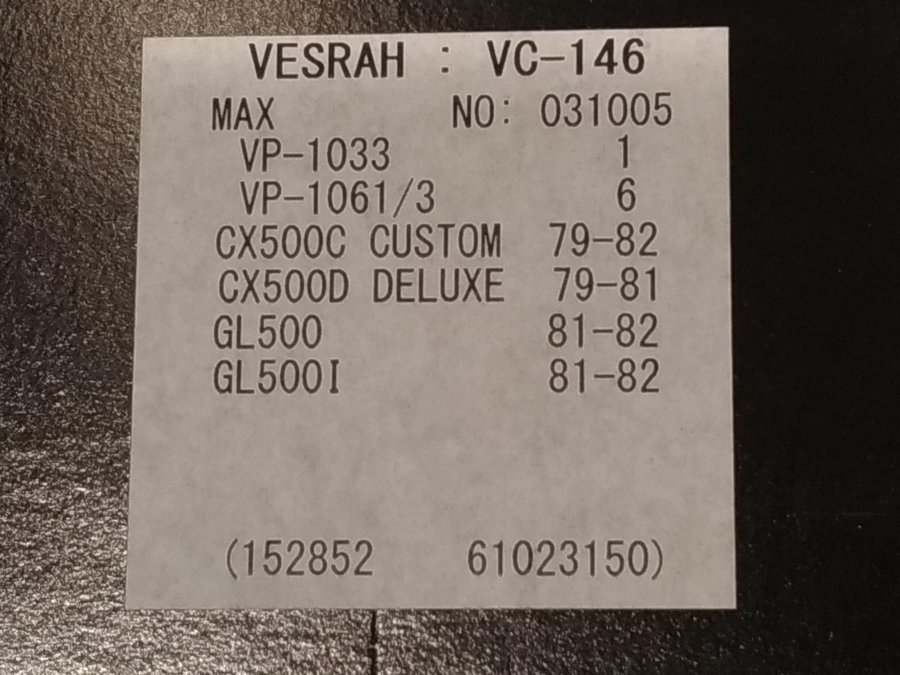 VESRAH : VC-146
MAX NO: 031005
VP-1033 1
VP-1061/3 6
CX500C CUSTOM 79-82
CX500D DELUXE 79-81
GL500 81-82
GL500I 81-82
(152852 61023150)